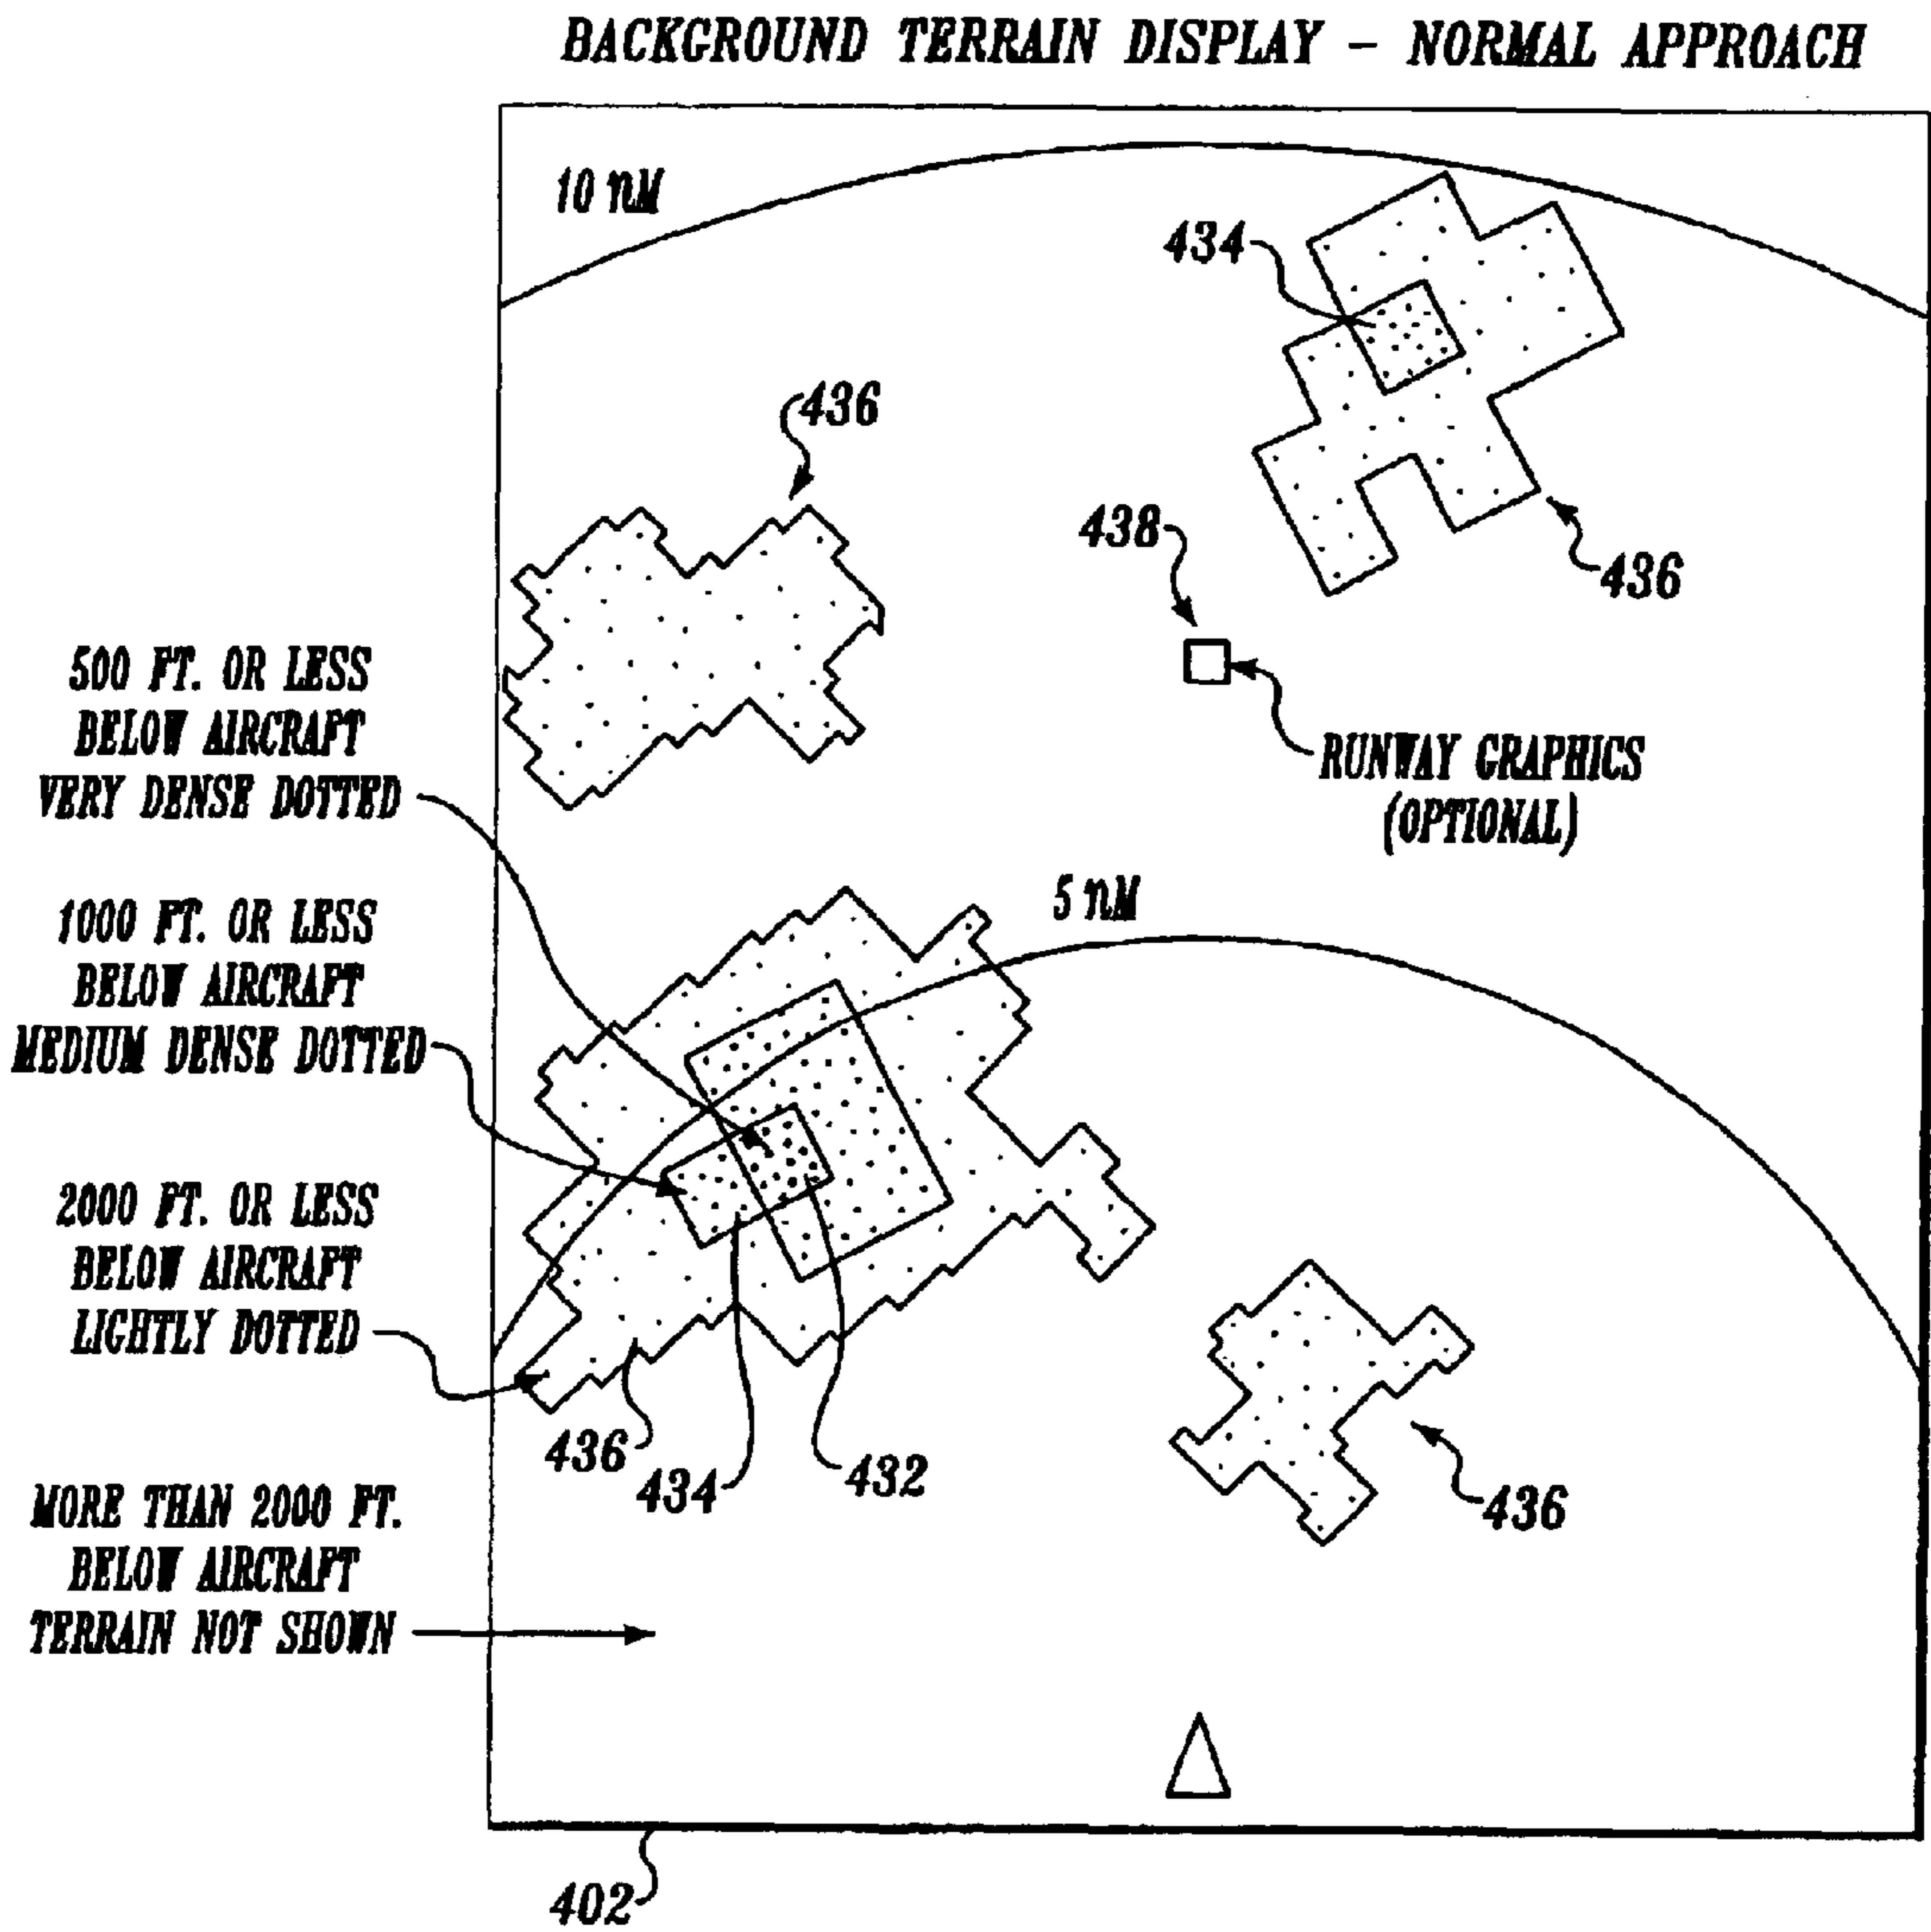 BACKGROUND TERRAIN DISPLAY – NORMAL APPROACH
10 nM
434
436
438
436
500 FT. OR LESS
BELOW AIRCRAFT
VERY DENSE DOTTED
RUNWAY GRAPHICS
(OPTIONAL)
5 nM
1000 FT. OR LESS
BELOW AIRCRAFT
MEDIUM DENSE DOTTED
2000 FT. OR LESS
BELOW AIRCRAFT
LIGHTLY DOTTED
436
434
432
436
MORE THAN 2000 FT.
BELOW AIRCRAFT
TERRAIN NOT SHOWN
402